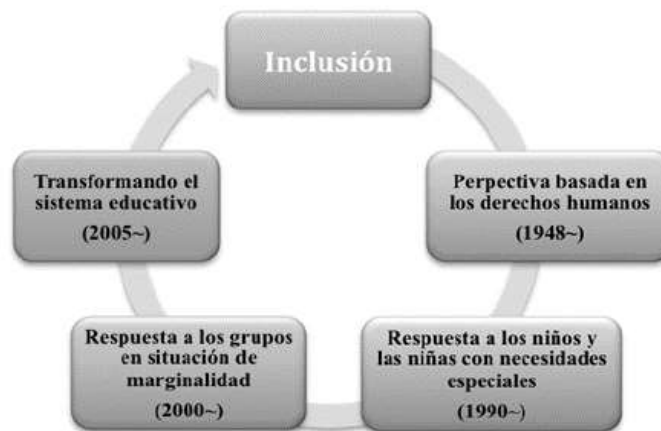 Inclusión
Perpectiva basada en
los derechos humanos
(1948~)
Respuesta a los niños y
las niñas con necesidades
especiales
(1990~)
Respuesta a los grupos
en situación de
marginalidad
(2000~)
Transformando el
sistema educativo
(2005~)